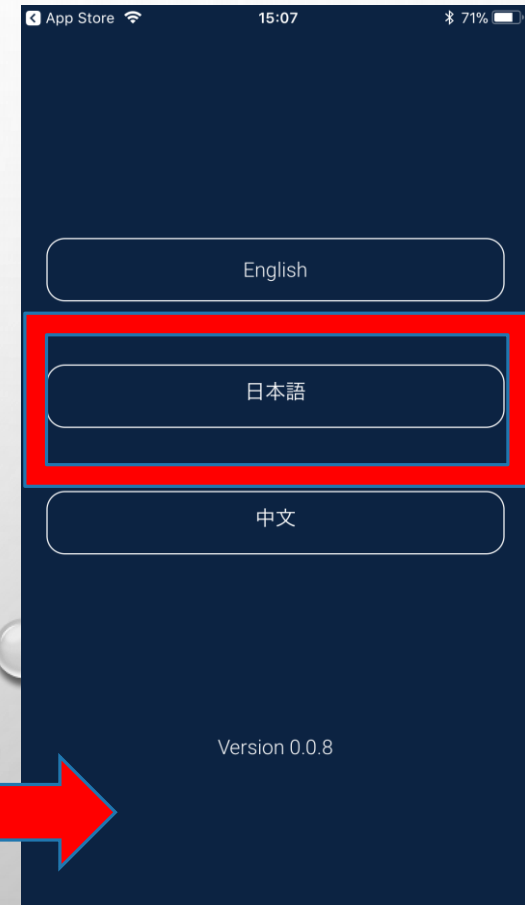 App Store 15:07 71%
English
日本語
中文
Version 0.0.8